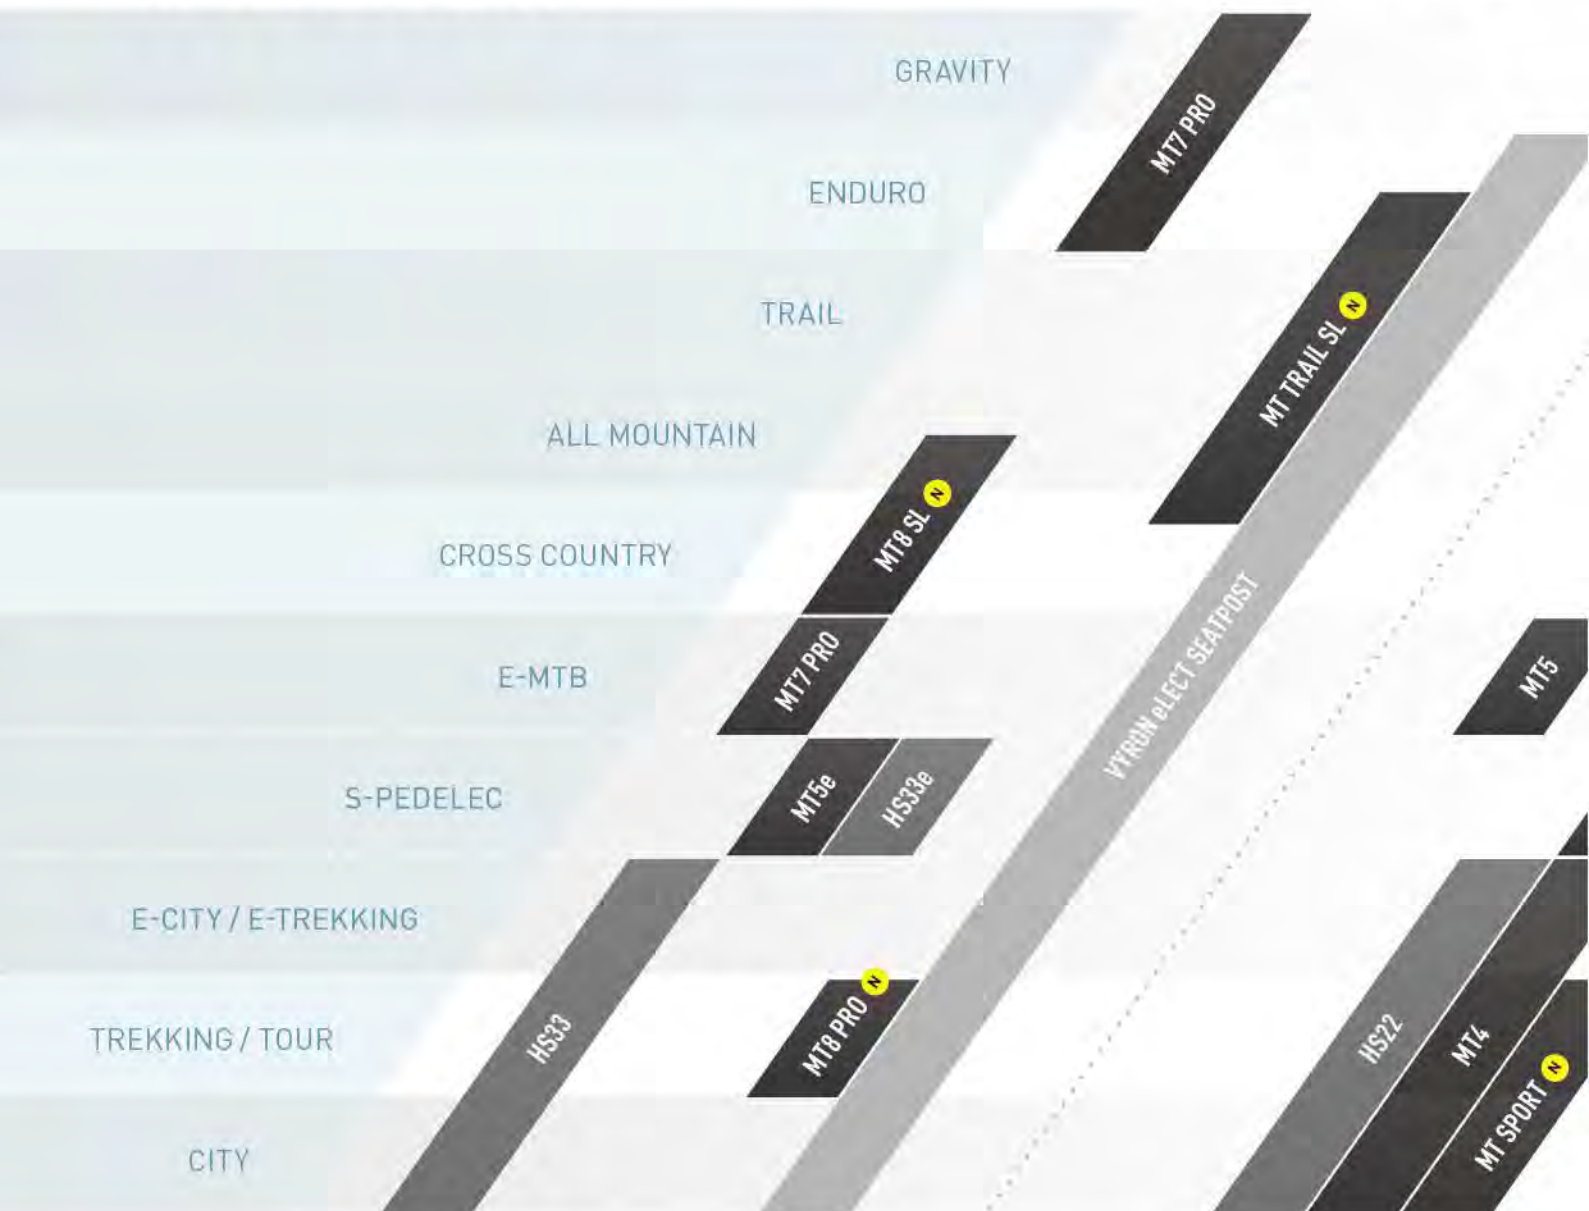 GRAVITY
MT7 PRO
ENDURO
TRAIL
MT TRAIL SL N
ALL MOUNTAIN
MT8 SL N
CROSS COUNTRY
E-MTB
MT7 PRO
VYRON eLECT SEATPOST
MT5
S-PEDELEC
MT5e
HS33e
E-CITY / E-TREKKING
TREKKING / TOUR
HS33
MT8 PRO N
HS22
MT4
MT SPORT N
CITY